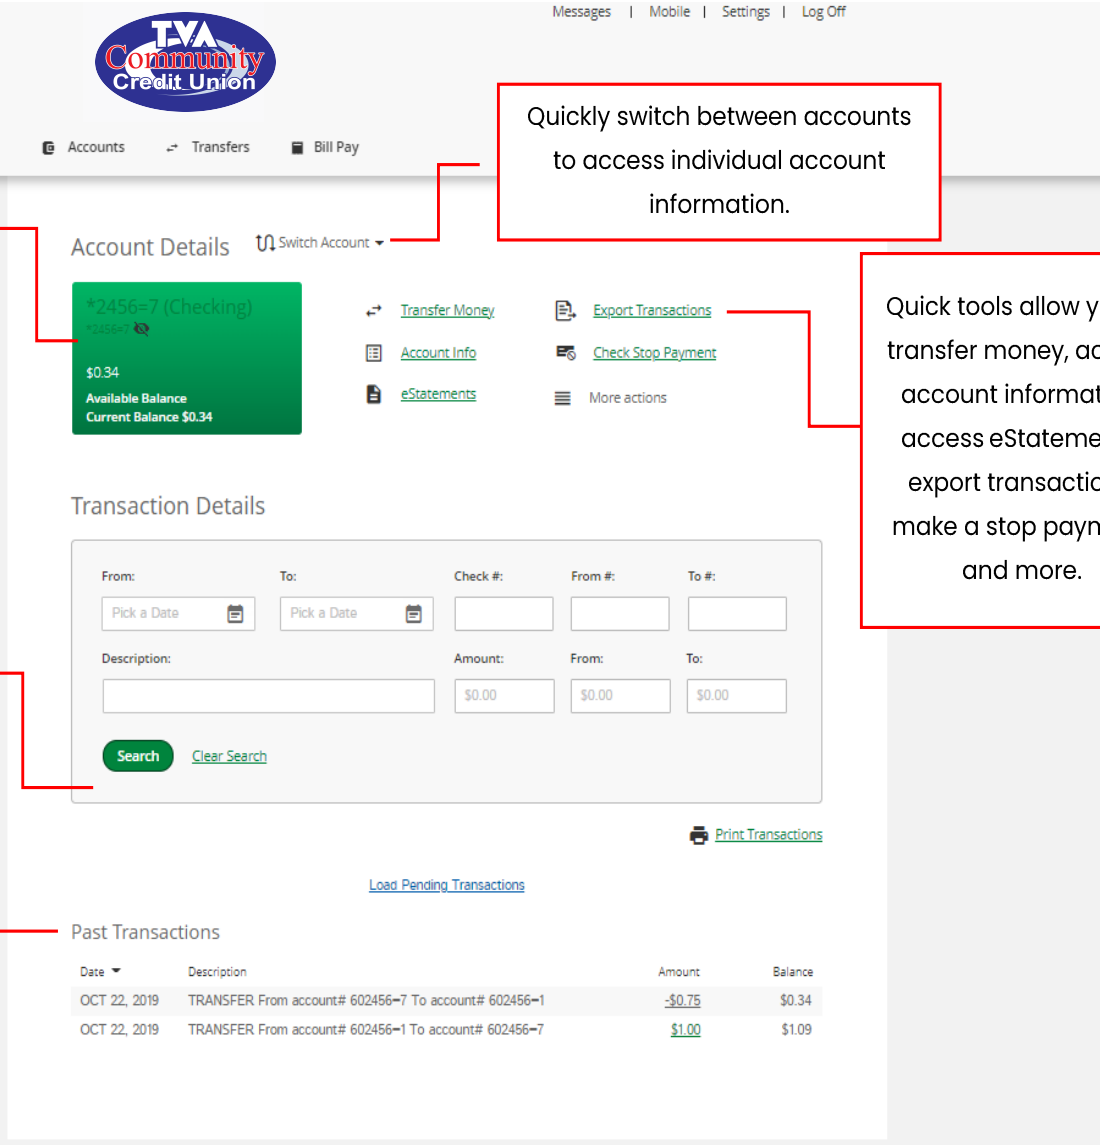 Messages | Mobile | Settings | Log Off
TVA
Community
Credit Union
Accounts Transfers Bill Pay
Quickly switch between accounts
to access individual account
information.
Account Details Switch Account
*2456=7 (Checking)
*2456=7
$0.34
Available Balance
Current Balance $0.34
Transfer Money
Account Info
eStatements
Export Transactions
Check Stop Payment
More actions
Quick tools allow y
transfer money, ac
account informat
access eStateme
export transactio
make a stop paym
and more.
Transaction Details
From: To: Check #: From #: To #:
Pick a Date Pick a Date
Description: Amount: From: To:
$0.00 $0.00 $0.00
Search Clear Search
Print Transactions
Load Pending Transactions
Past Transactions
Date Description Amount Balance
OCT 22, 2019 TRANSFER From account# 602456=7 To account# 602456=1 -$0.75 $0.34
OCT 22, 2019 TRANSFER From account# 602456=1 To account# 602456=7 $1.00 $1.09